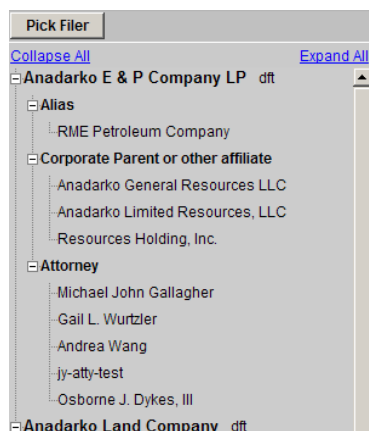 Pick Filer
Collapse All Expand All
Anadarko E & P Company LP dft
Alias
RME Petroleum Company
Corporate Parent or other affiliate
Anadarko General Resources LLC
Anadarko Limited Resources, LLC
Resources Holding, Inc.
Attorney
Michael John Gallagher
Gail L. Wurtzler
Andrea Wang
jy-atty-test
Osborne J. Dykes, III
Anadarko Land Company dft